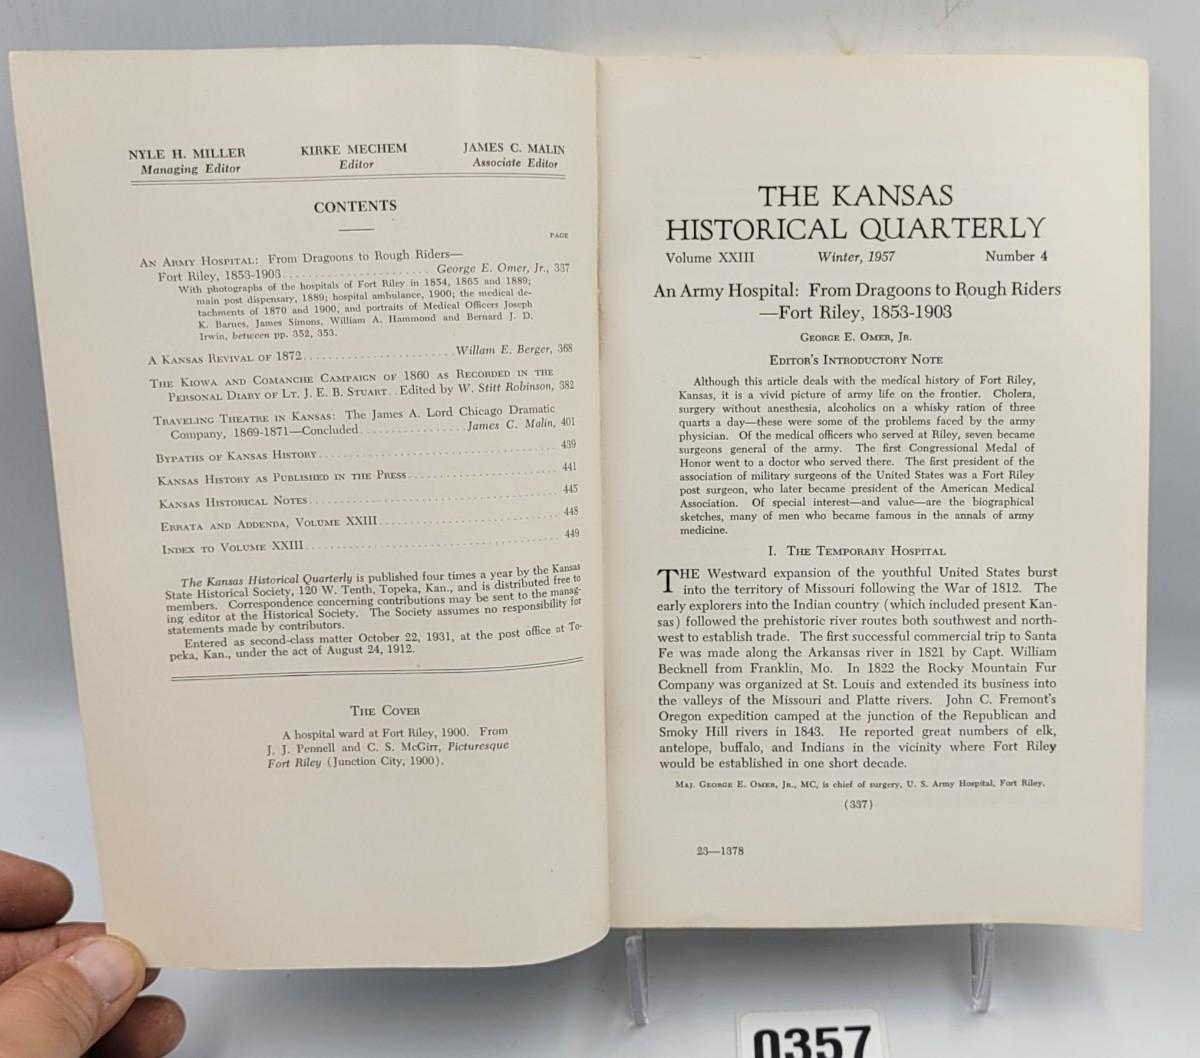 NYLE H. MILLER KIRKE MECHEM JAMES C. MALIN
Managing Editor Editor Associate Editor
CONTENTS
PAGE
AN ARMY HOSPITAL: From Dragoons to Rough Riders—
Fort Riley, 1853-1903 . . . . . . . . . . . . . . . . . . . . . . George E. Omer, Jr., 337
With photographs of the hospitals of Fort Riley in 1854, 1865 and 1889;
main post dispensary, 1889; hospital ambulance, 1900; the medical de-
tachments of 1870 and 1900, and portraits of Medical Officers Joseph
K. Barnes, James Simons, William A. Hammond and Bernard J. D.
Irwin, between pp. 352, 353.
A KANSAS REVIVAL OF 1872 . . . . . . . . . . . . . . . . . . . . . . Willam E. Berger, 368
THE KIOWA AND COMANCHE CAMPAIGN OF 1860 AS RECORDED IN THE
PERSONAL DIARY OF LT. J. E. B. STUART . . Edited by W. Stitt Robinson, 382
TRAVELING THEATRE IN KANSAS: The James A. Lord Chicago Dramatic
Company, 1869-1871—Concluded . . . . . . . . . . . . . . . . James C. Malin, 401
BYPATHS OF KANSAS HISTORY . . . . . . . . . . . . . . . . . . . . . . 439
KANSAS HISTORY AS PUBLISHED IN THE PRESS . . . . . . . . . . . . . . . . . . . . . . 441
KANSAS HISTORICAL NOTES . . . . . . . . . . . . . . . . . . . . . . 445
ERRATA AND ADDENDA, VOLUME XXIII . . . . . . . . . . . . . . . . . . . . . . 448
INDEX TO VOLUME XXIII . . . . . . . . . . . . . . . . . . . . . . 449
The Kansas Historical Quarterly is published four times a year by the Kansas
State Historical Society, 120 W. Tenth, Topeka, Kan., and is distributed free to
members. Correspondence concerning contributions may be sent to the manag-
ing editor at the Historical Society. The Society assumes no responsibility for
statements made by contributors.
Entered as second-class matter October 22, 1931, at the post office at To-
peka, Kan., under the act of August 24, 1912.
THE COVER
A hospital ward at Fort Riley, 1900. From
J. J. Pennell and C. S. McGirr, Picturesque
Fort Riley (Junction City, 1900).
THE KANSAS
HISTORICAL QUARTERLY
Volume XXIII Winter, 1957 Number 4
An Army Hospital: From Dragoons to Rough Riders
—Fort Riley, 1853-1903
GEORGE E. OMER, JR.
EDITOR'S INTRODUCTORY NOTE
Although this article deals with the medical history of Fort Riley,
Kansas, it is a vivid picture of army life on the frontier. Cholera,
surgery without anesthesia, alcoholics on a whisky ration of three
quarts a day—these were some of the problems faced by the army
physician. Of the medical officers who served at Riley, seven became
surgeons general of the army. The first Congressional Medal of
Honor went to a doctor who served there. The first president of the
association of military surgeons of the United States was a Fort Riley
post surgeon, who later became president of the American Medical
Association. Of special interest—and value—are the biographical
sketches, many of men who became famous in the annals of army
medicine.
I. THE TEMPORARY HOSPITAL
THE Westward expansion of the youthful United States burst
into the territory of Missouri following the War of 1812. The
early explorers into the Indian country (which included present Kan-
sas) followed the prehistoric river routes both southwest and north-
west to establish trade. The first successful commercial trip to Santa
Fe was made along the Arkansas river in 1821 by Capt. William
Becknell from Franklin, Mo. In 1822 the Rocky Mountain Fur
Company was organized at St. Louis and extended its business into
the valleys of the Missouri and Platte rivers. John C. Fremont's
Oregon expedition camped at the junction of the Republican and
Smoky Hill rivers in 1843. He reported great numbers of elk,
antelope, buffalo, and Indians in the vicinity where Fort Riley
would be established in one short decade.
MAJ. GEORGE E. OMER, JR., MC, is chief of surgery, U. S. Army Hospital, Fort Riley.
(337)
23—1378
0357